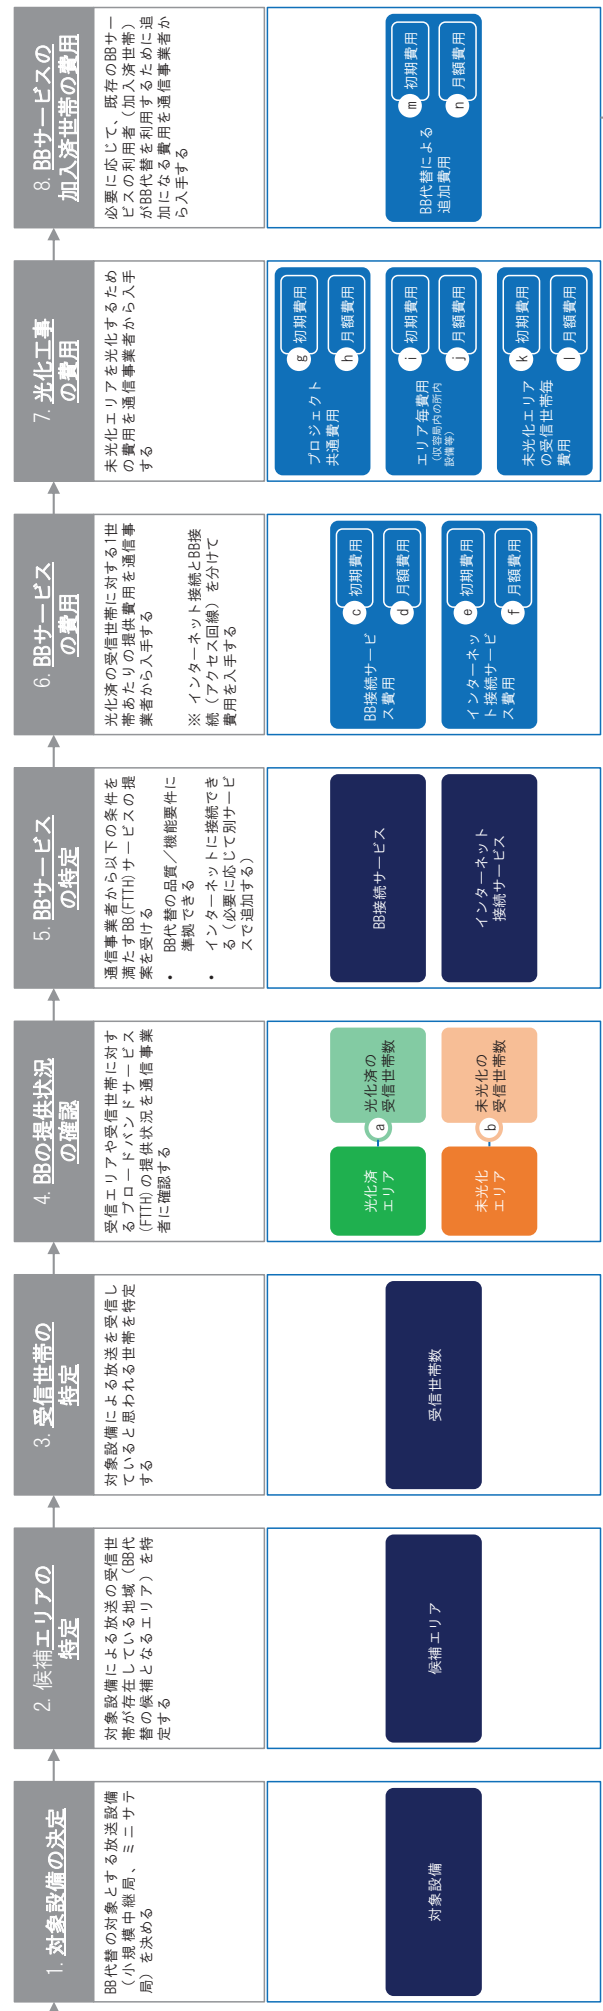 1. 対象設備の決定
BB代替の対象とする放送設備
（小規模中継局、ミニサテ
局）を決める
対象設備
2. 候補エリアの
特定
対象設備による放送の受信世
帯が存在している地域（BB代
替の候補となるエリア）を特
定する
候補エリア
3. 受信世帯の
特定
対象設備による放送を受信し
ていると思われる世帯を特定
する
受信世帯数
4. BBの提供状況
の確認
受信エリアや受信世帯に対す
るブロードバンドサービス
(FTTH)の提供状況を通信事業
者に確認する
光化済
エリア
a
光化済の
受信世帯数
未光化
エリア
b
未光化の
受信世帯数
5. BBサービス
の特定
通信事業者から以下の条件を
満たすBB(FTTH)サービスの提
案を受ける
• BB代替の品質／機能要件に
準拠できる
• インターネットに接続でき
る（必要に応じて別サービ
スで追加する）
BB接続サービス
インターネット
接続サービス
6. BBサービス
の費用
光化済の受信世帯に対する1世
帯あたりの提供費用を通信事
業者から入手する
※ インターネット接続とBB接
続（アクセス回線）を分けて
費用を入手する
BB接続サービ
ス費用
c 初期費用
d 月額費用
インターネッ
ト接続サービ
ス費用
e 初期費用
f 月額費用
7. 光化工事
の費用
未光化エリアを光化するため
の費用を通信事業者から入手
する
プロジェクト
共通費用
g 初期費用
h 月額費用
エリア毎費用
（収容局内の所内
設備等）
i 初期費用
j 月額費用
未光化エリア
の受信世帯毎
費用
k 初期費用
l 月額費用
8. BBサービスの
加入済世帯の費用
必要に応じて、既存のBBサー
ビスの利用者（加入済世帯）
がBB代替を利用するために追
加になる費用を通信事業者か
ら入手する
BB代替による
追加費用
m 初期費用
n 月額費用